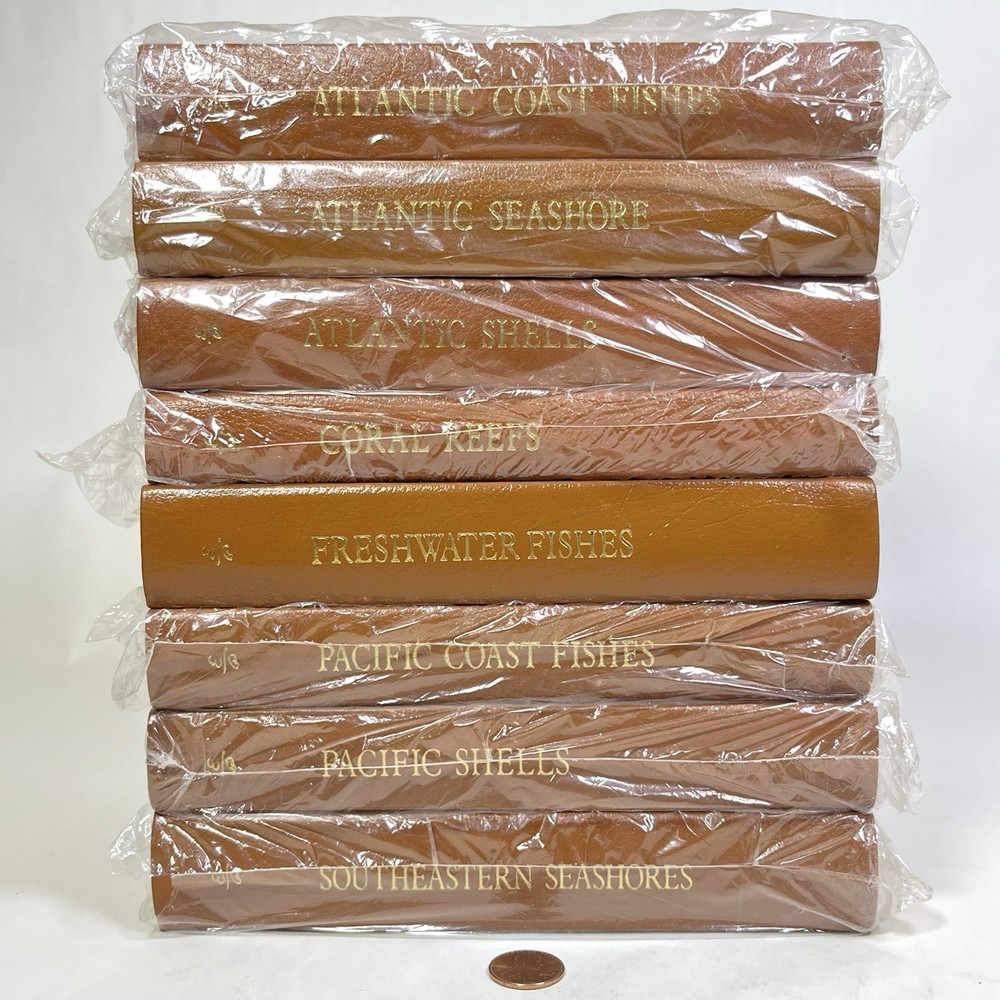 ATLANTIC COAST FISHES
ATLANTIC SEASHORE
ATLANTIC SHELLS
CORAL REEFS
FRESHWATER FISHES
PACIFIC COAST FISHES
PACIFIC SHELLS
SOUTHEASTERN SEASHORES